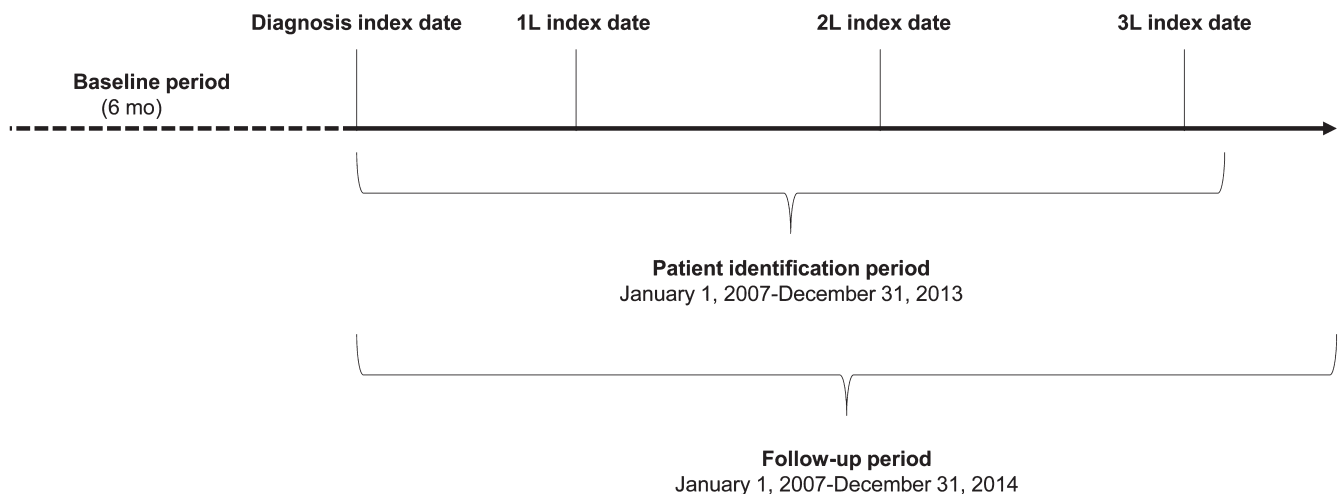 Diagnosis index date
1L index date
2L index date
3L index date
Baseline period
(6 mo)
Patient identification period
January 1, 2007-December 31, 2013
Follow-up period
January 1, 2007-December 31, 2014